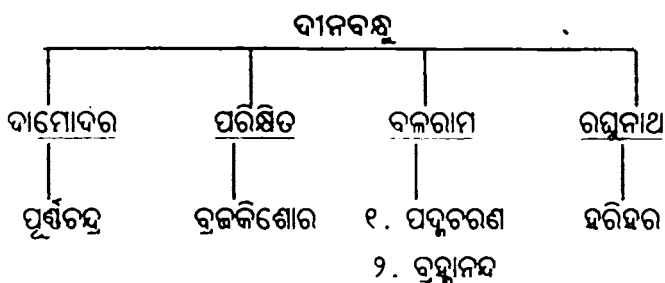 ଦୀନବନ୍ଧୁ
ଦାମୋଦର ପରିକ୍ଷିତ ବଳରାମ ରଘୁନାଥ
ପୂର୍ଣ୍ଣଚନ୍ଦ୍ର ବ୍ରଜକିଶୋର ୧. ପଦ୍ମଚରଣ ହରିହର
୨. ବ୍ରହ୍ମାନନ୍ଦ